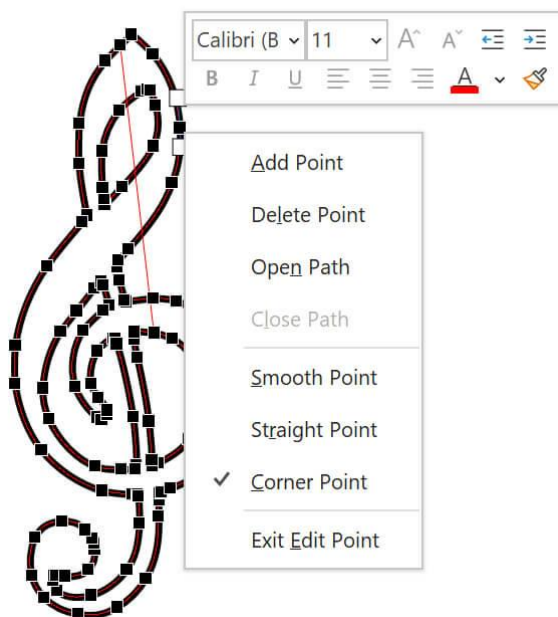 Calibri (B 11 A^ A˅
B I U A
Add Point
Delete Point
Open Path
Close Path
Smooth Point
Straight Point
Corner Point
Exit Edit Point